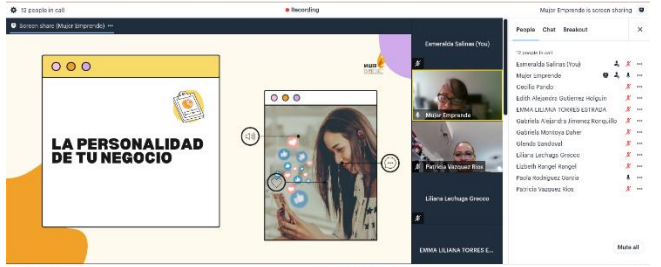 12 people in call
Recording
Mujer Emprende is screen sharing
Screen share (Mujer Emprende)
LA PERSONALIDAD
DE TU NEGOCIO
MUJER
Esmeralda Salinas (You)
Mujer Emprende
Patricia Vazquez Rios
Liliana Lechuga Grecco
EMMA LILIANA TORRES E...
People Chat Breakout
12 people in call
Esmeralda Salinas (You)
Mujer Emprende
Cecilia Pando
Edith Alejandra Gutierrez Holguin
EMMA LILIANA TORRES ESTRADA
Gabriela Alejandra Jimenez Ronquillo
Gabriela Montoya Daher
Glenda Sandoval
Liliana Lechuga Grecco
Lizbeth Rangel Rangel
Paola Rodriguez Garcia
Patricia Vazquez Rios
Mute all